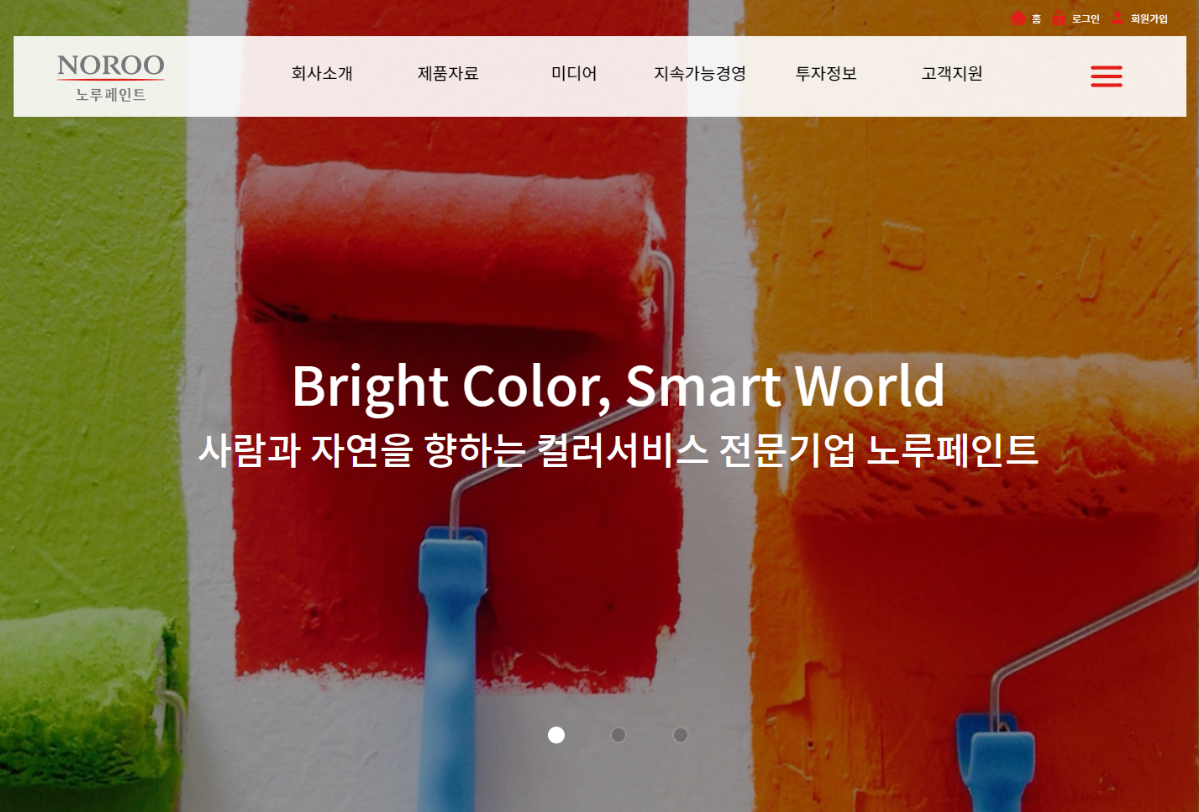 홈 로그인 회원가입
NOROO
노루페인트
회사소개 제품자료 미디어 지속가능경영 투자정보 고객지원
Bright Color, Smart World
사람과 자연을 향하는 컬러서비스 전문기업 노루페인트